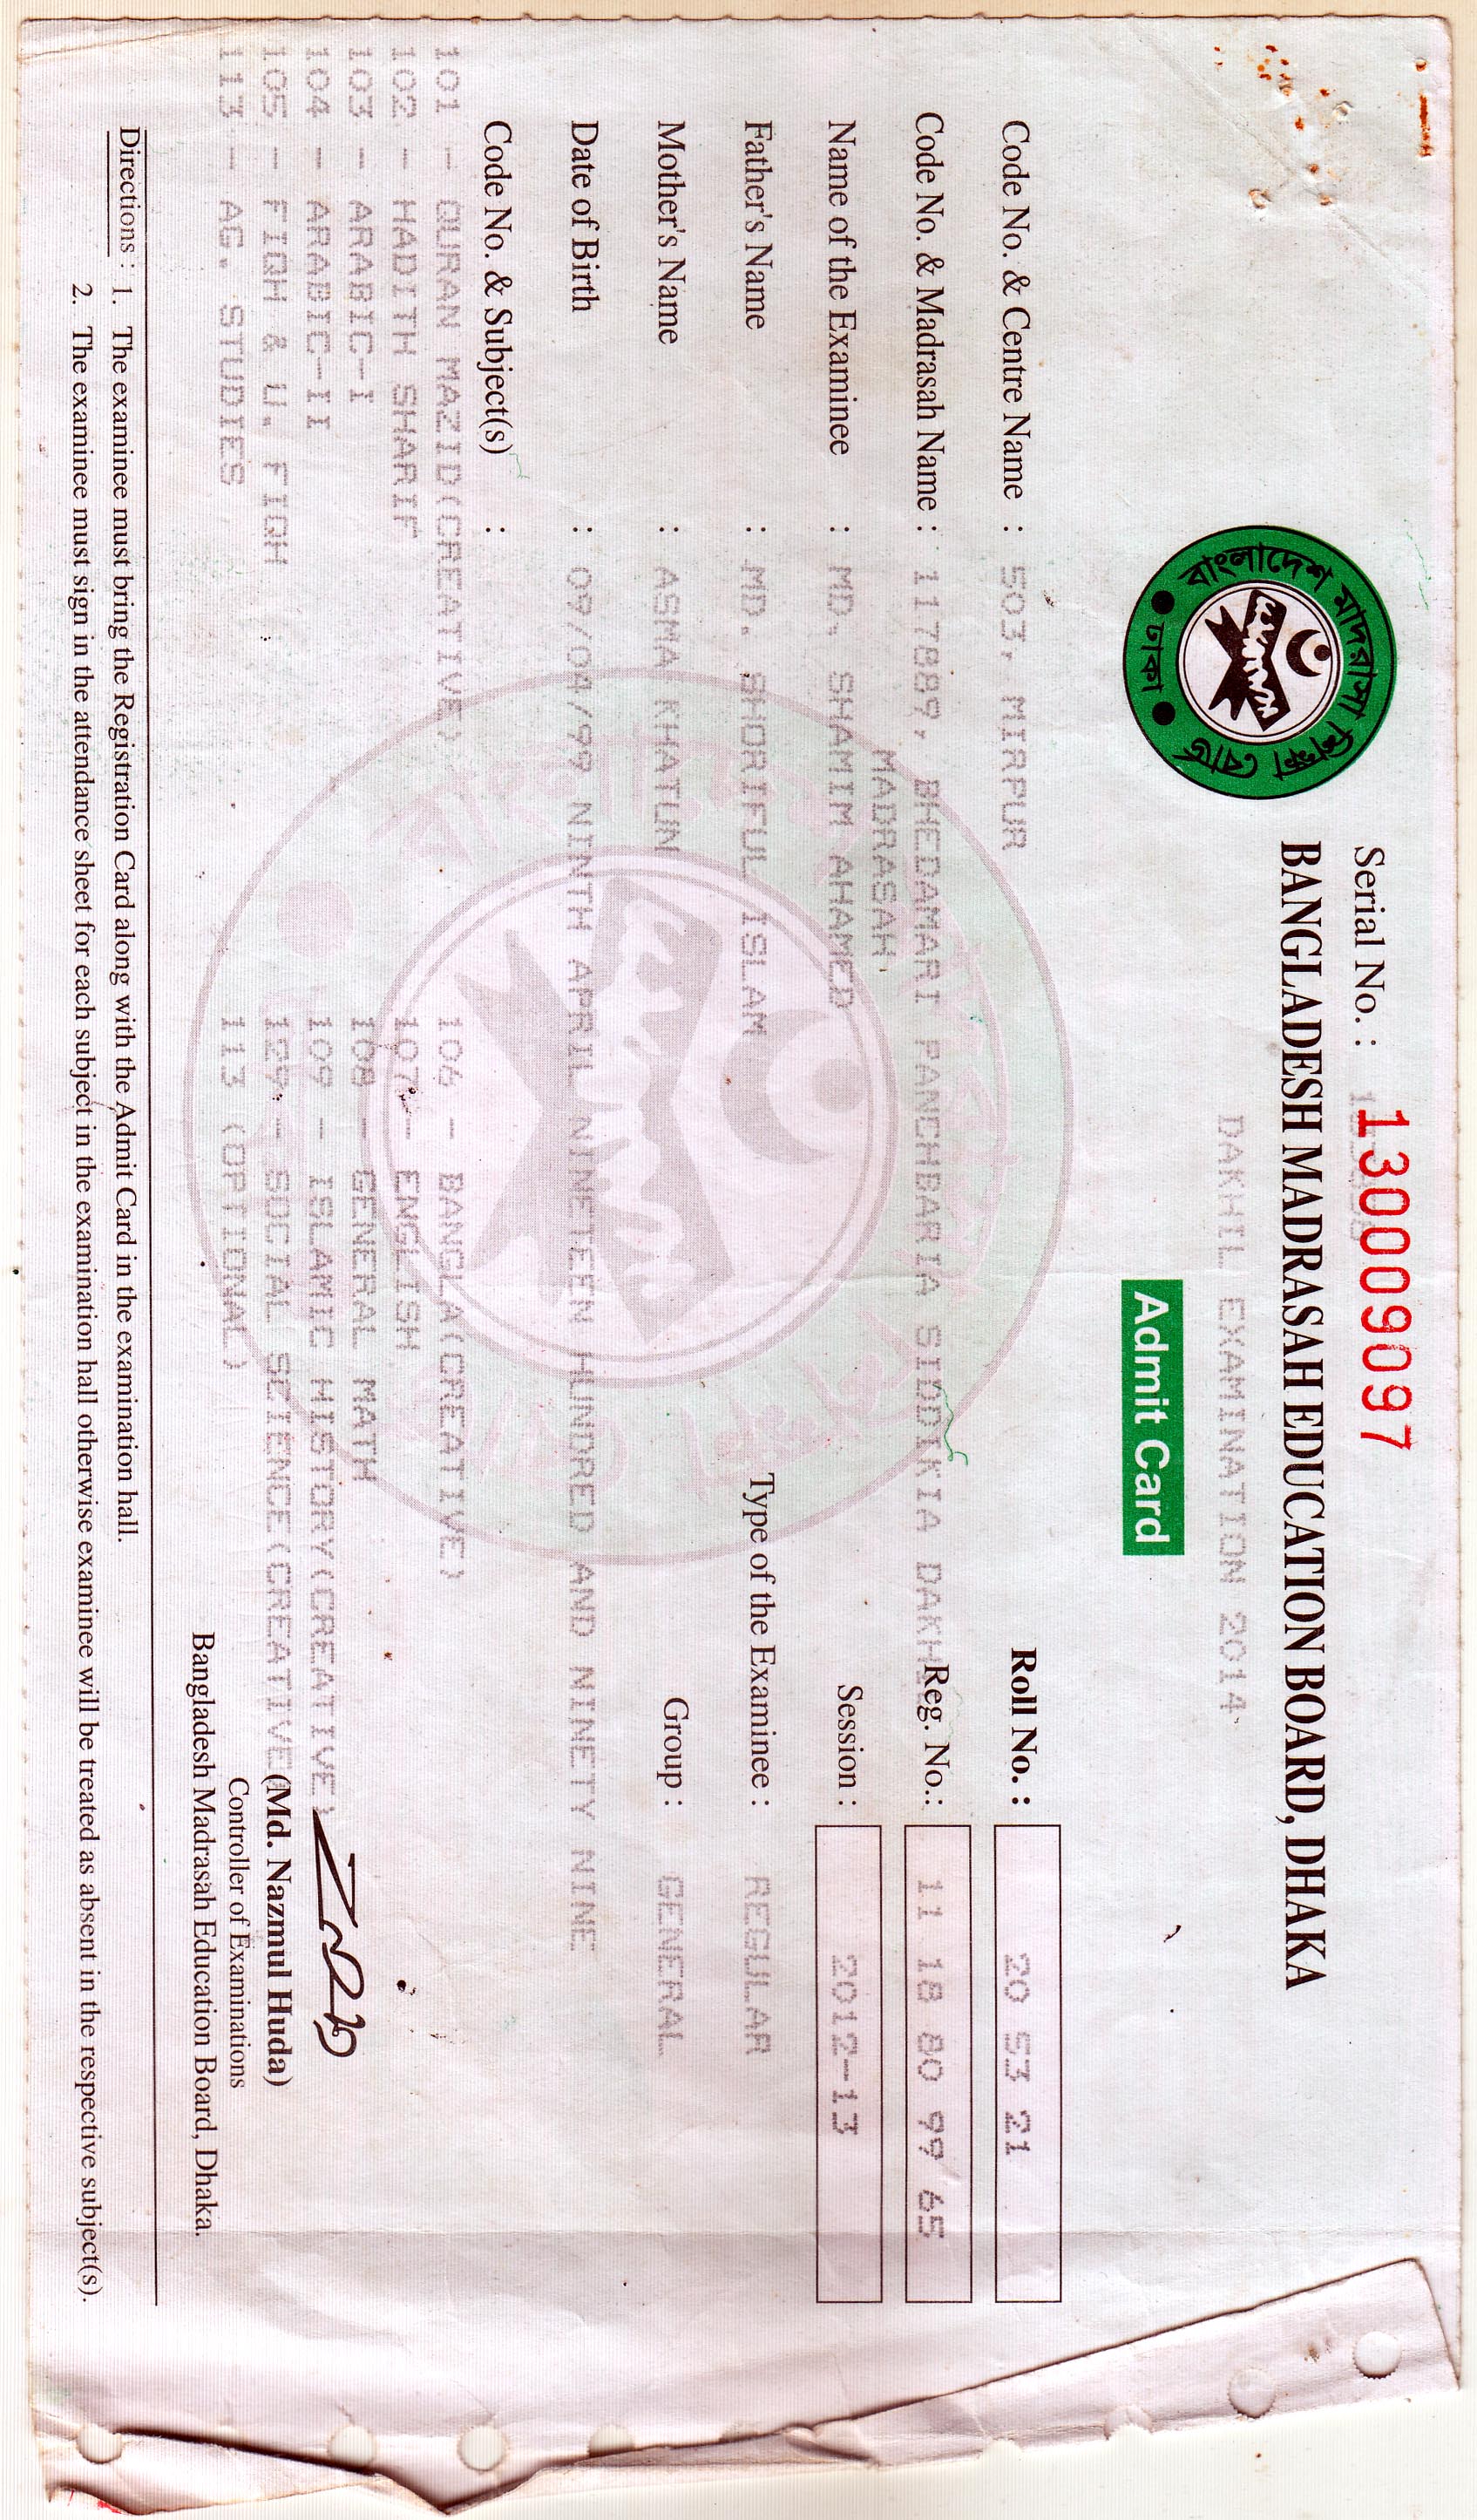 Serial No. : 130009097
বাংলাদেশ মাদরাসা শিক্ষা বোর্ড
ঢাকা
BANGLADESH MADRASAH EDUCATION BOARD, DHAKA
DAKHIL EXAMINATION 2014
Admit Card
Code No. & Centre Name : 503, MIRPUR
Roll No. : 20 53 21
Code No. & Madrasah Name : 117889, BHEDAMARI PANCHBARIA SIDDIKIA
MADRASAH
Reg. No.: 11 18 80 99 65
Name of the Examinee : MD. SHAMIM AHAMED
Session : 2012-13
Father's Name : MD. SHORIFUL ISLAM
Type of the Examinee : REGULAR
Mother's Name : ASMA KHATUN
Group : GENERAL
Date of Birth : 09/04/99 NINTH APRIL NINETEEN HUNDRED AND NINETY NINE
Code No. & Subject(s) :
101 - QURAN MAZID(CREATIVE) 106 - BANGLA(CREATIVE)
102 - HADITH SHARIF 107 - ENGLISH
103 - ARABIC-I 108 - GENERAL MATH
104 - ARABIC-II 109 - ISLAMIC HISTORY(CREATIVE)
105 - FIQH & U. FIQH 129 - SOCIAL SCIENCE(CREATIVE)
113 - AG. STUDIES 113 (OPTIONAL)
(Md. Nazmul Huda)
Controller of Examinations
Bangladesh Madrasah Education Board, Dhaka.
Directions : 1. The examinee must bring the Registration Card along with the Admit Card in the examination hall.
2. The examinee must sign in the attendance sheet for each subject in the examination hall otherwise examinee will be treated as absent in the respective subject(s).